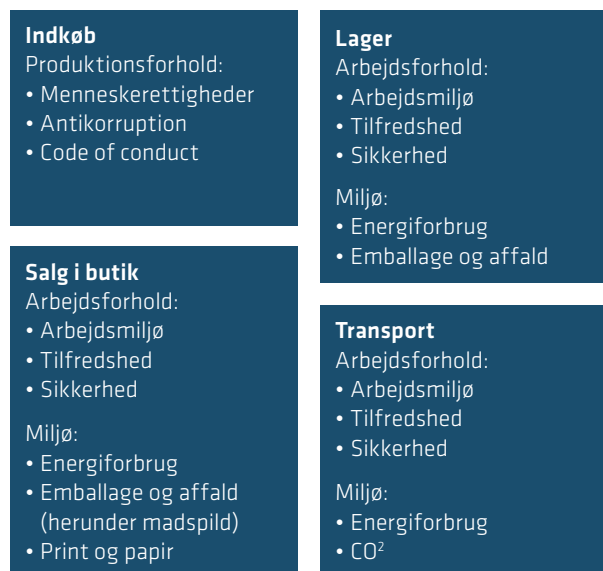 Indkøb
Produktionsforhold:
• Menneskerettigheder
• Antikorruption
• Code of conduct
Lager
Arbejdsforhold:
• Arbejdsmiljø
• Tilfredshed
• Sikkerhed
Miljø:
• Energiforbrug
• Emballage og affald
Salg i butik
Arbejdsforhold:
• Arbejdsmiljø
• Tilfredshed
• Sikkerhed
Miljø:
• Energiforbrug
• Emballage og affald
(herunder madspild)
• Print og papir
Transport
Arbejdsforhold:
• Arbejdsmiljø
• Tilfredshed
• Sikkerhed
Miljø:
• Energiforbrug
• CO²